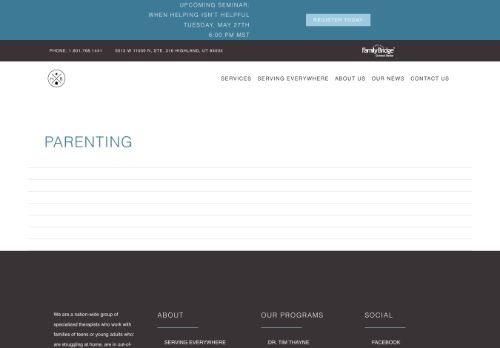 UPCOMING SEMINAR:
WHEN HELPING ISN'T HELPFUL
TUESDAY, MAY 27TH
6:00 PM MST
REGISTER TODAY
PHONE: 1.801.768.1441
5513 W 11000 N, STE. 216 HIGHLAND, UT 84003
FamilyBridge
SERVICES
SERVING EVERYWHERE
ABOUT US
OUR NEWS
CONTACT US
PARENTING
We are a nation-wide group of
specialized therapists who work with
families of teens or young adults who
are struggling at home, are in out-of-
ABOUT
SERVING EVERYWHERE
OUR PROGRAMS
DR. TIM THAYNE
SOCIAL
FACEBOOK